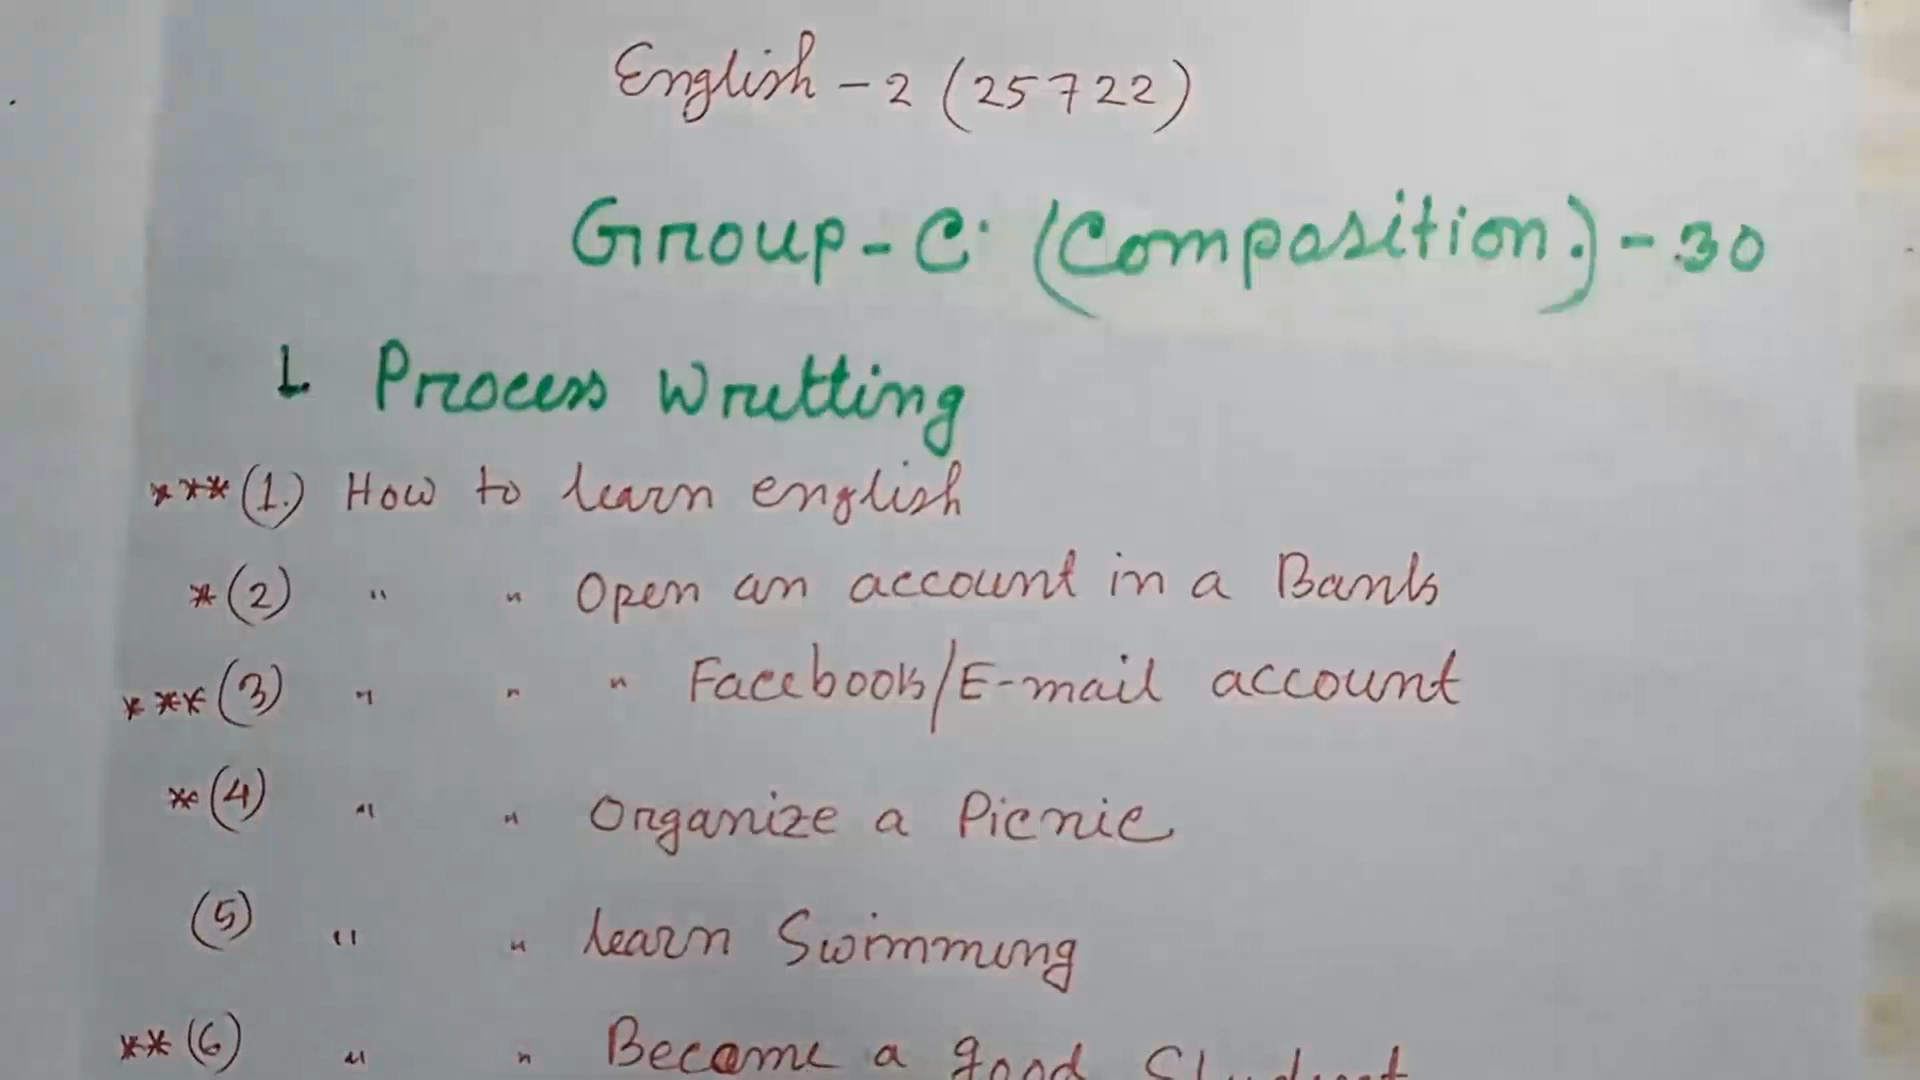 English - 2 (25722)
Group - C. (Composition.) - 30
1. Process Writting
*** (1.) How to learn english
* (2) " " Open an account in a Bank
*** (3) " " " Facebook/E-mail account
* (4) " " Organize a Picnic
(5) " " learn Swimming
** (6) " " Become a good Student